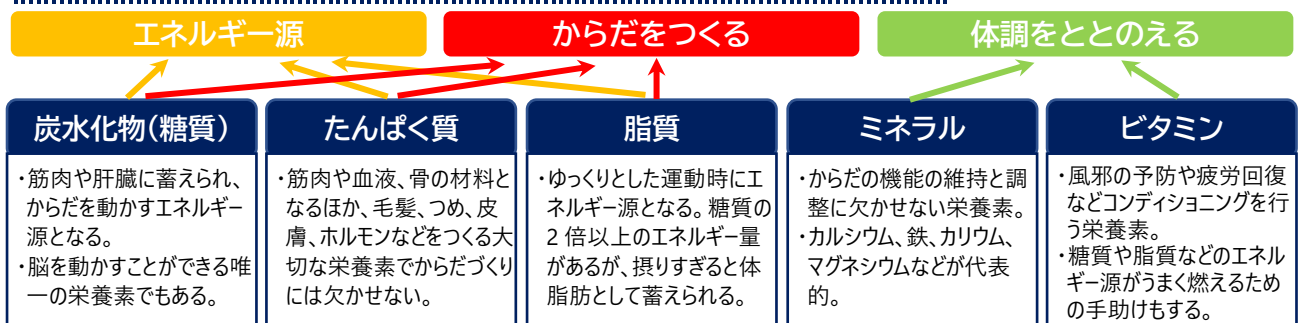 エネルギー源
からだをつくる
体調をととのえる
炭水化物(糖質)
・筋肉や肝臓に蓄えられ、
からだを動かすエネルギー
源となる。
・脳を動かすことができる唯
一の栄養素でもある。
たんぱく質
・筋肉や血液、骨の材料と
なるほか、毛髪、つめ、皮
膚、ホルモンなどをつくる大
切な栄養素でからだづくり
には欠かせない。
脂質
・ゆっくりとした運動時にエ
ネルギー源となる。糖質の
2 倍以上のエネルギー量
があるが、摂りすぎると体
脂肪として蓄えられる。
ミネラル
・からだの機能の維持と調
整に欠かせない栄養素。
・カルシウム、鉄、カリウム、
マグネシウムなどが代表
的。
ビタミン
・風邪の予防や疲労回復
などコンディショニングを行
う栄養素。
・糖質や脂質などのエネル
ギー源がうまく燃えるため
の手助けもする。